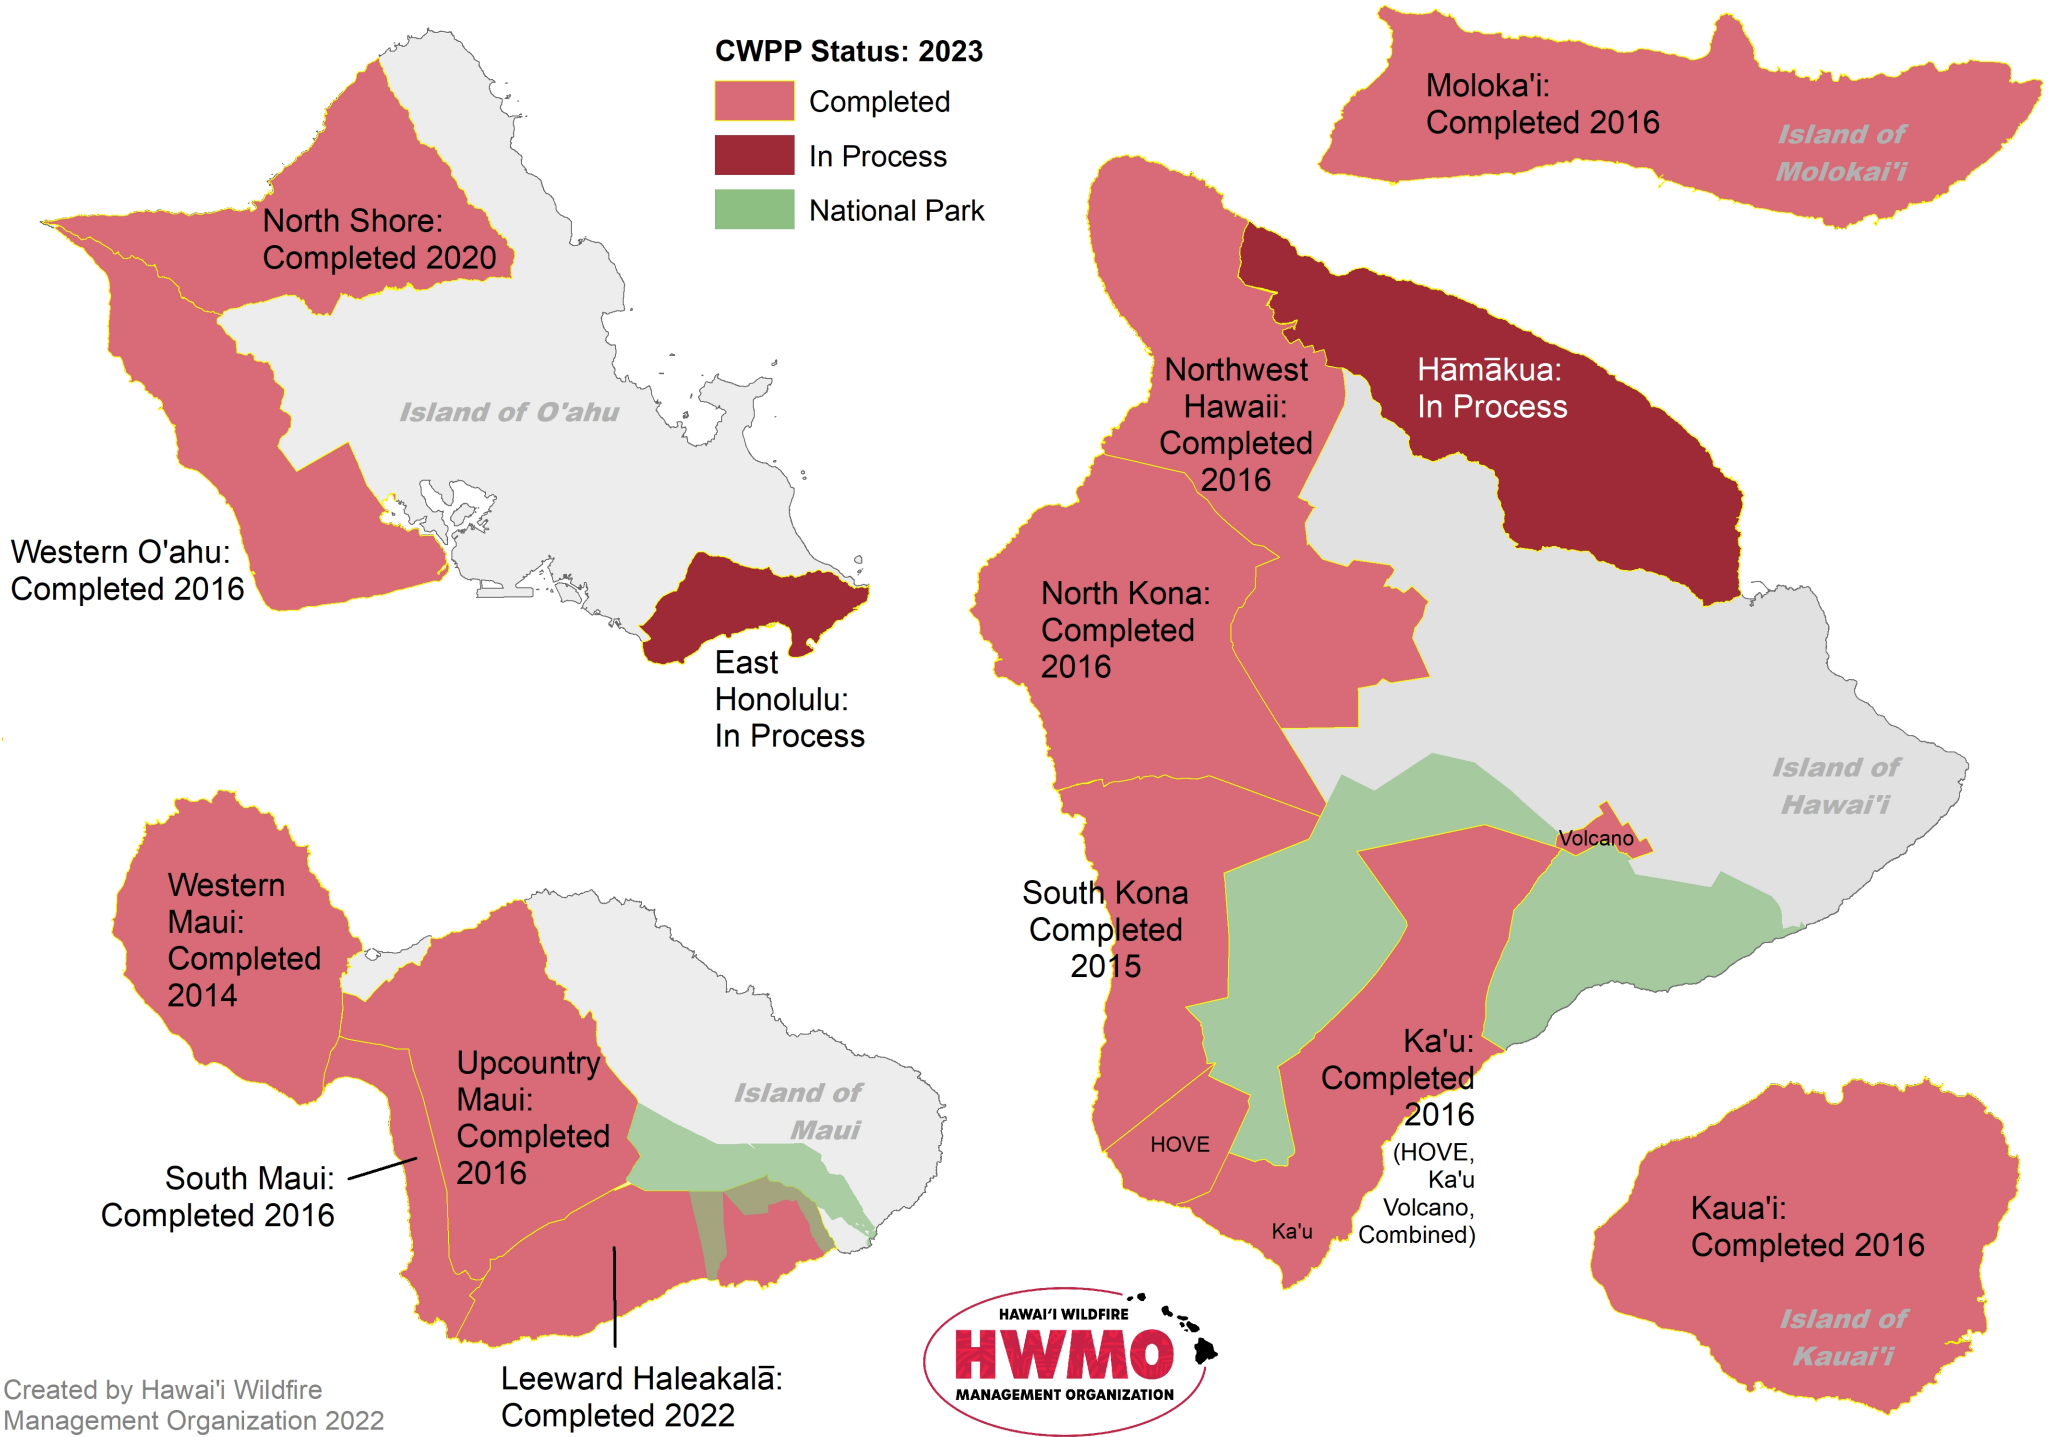 CWPP Status: 2023
Completed
In Process
National Park
North Shore:
Completed 2020
Island of O'ahu
Western O'ahu:
Completed 2016
East
Honolulu:
In Process
Moloka'i:
Completed 2016
Island of
Molokai'i
Northwest
Hawaii:
Completed
2016
Hāmākua:
In Process
North Kona:
Completed
2016
Island of
Hawai'i
Volcano
South Kona
Completed
2015
Ka'u:
Completed
2016
(HOVE,
Ka'u
Volcano,
Combined)
HOVE
Ka'u
Western
Maui:
Completed
2014
Upcountry
Maui:
Completed
2016
Island of
Maui
South Maui:
Completed 2016
Leeward Haleakalā:
Completed 2022
Kaua'i:
Completed 2016
Island of
Kauai'i
HAWAI‘I WILDFIRE
HWMO
MANAGEMENT ORGANIZATION
Created by Hawai'i Wildfire
Management Organization 2022